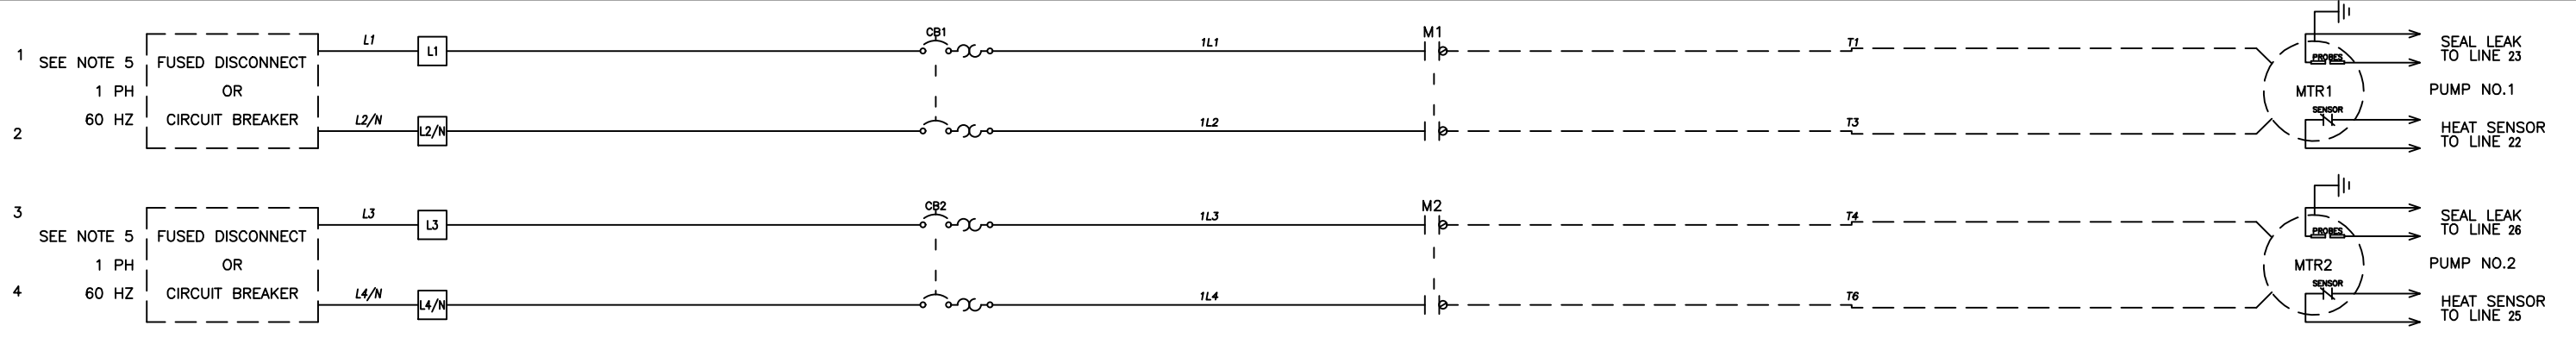 1
SEE NOTE 5
1 PH
60 HZ
2
FUSED DISCONNECT
OR
CIRCUIT BREAKER
L1
L1
L2/N
L2/N
CB1
1L1
1L2
M1
T1
T3
PROBES
MTR1
SENSOR
SEAL LEAK
TO LINE 23
PUMP NO.1
HEAT SENSOR
TO LINE 22
3
SEE NOTE 5
1 PH
60 HZ
4
FUSED DISCONNECT
OR
CIRCUIT BREAKER
L3
L3
L4/N
L4/N
CB2
1L3
1L4
M2
T4
T6
PROBES
MTR2
SENSOR
SEAL LEAK
TO LINE 26
PUMP NO.2
HEAT SENSOR
TO LINE 25